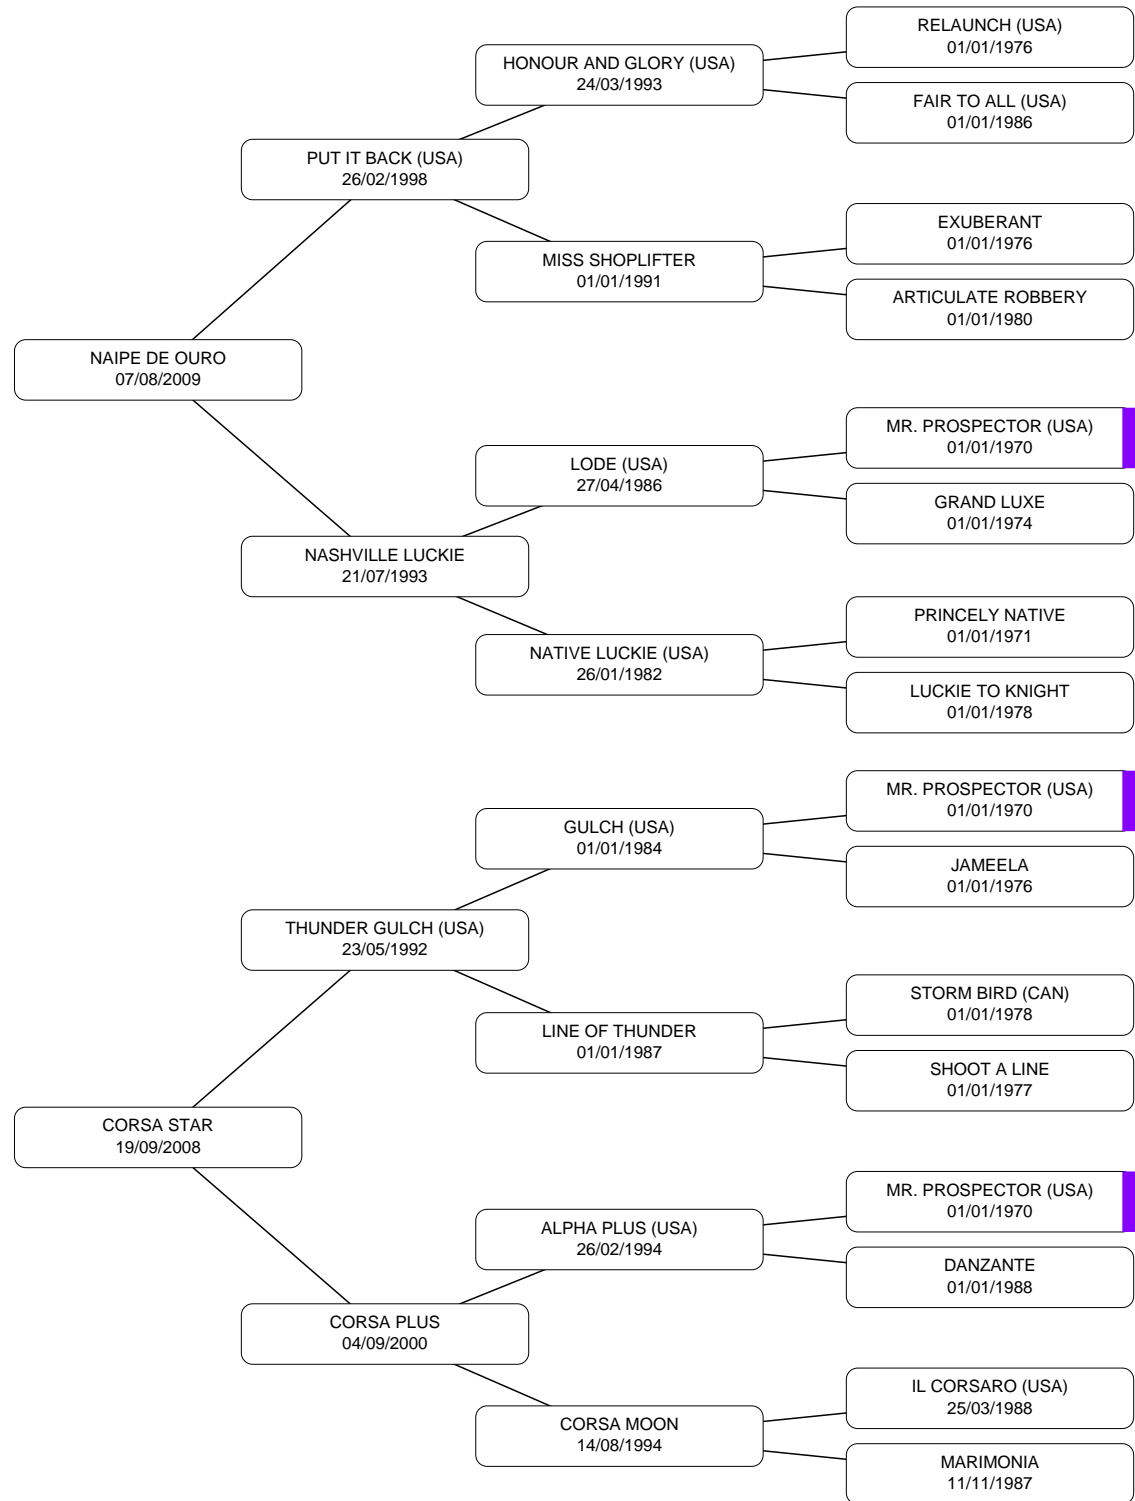 RELAUNCH (USA)
01/01/1976
HONOUR AND GLORY (USA)
24/03/1993
FAIR TO ALL (USA)
01/01/1986
PUT IT BACK (USA)
26/02/1998
EXUBERANT
01/01/1976
MISS SHOPLIFTER
01/01/1991
ARTICULATE ROBBERY
01/01/1980
NAIPE DE OURO
07/08/2009
MR. PROSPECTOR (USA)
01/01/1970
LODE (USA)
27/04/1986
GRAND LUXE
01/01/1974
NASHVILLE LUCKIE
21/07/1993
PRINCELY NATIVE
01/01/1971
NATIVE LUCKIE (USA)
26/01/1982
LUCKIE TO KNIGHT
01/01/1978
MR. PROSPECTOR (USA)
01/01/1970
GULCH (USA)
01/01/1984
JAMEELA
01/01/1976
THUNDER GULCH (USA)
23/05/1992
STORM BIRD (CAN)
01/01/1978
LINE OF THUNDER
01/01/1987
SHOOT A LINE
01/01/1977
CORSA STAR
19/09/2008
MR. PROSPECTOR (USA)
01/01/1970
ALPHA PLUS (USA)
26/02/1994
DANZANTE
01/01/1988
CORSA PLUS
04/09/2000
IL CORSARO (USA)
25/03/1988
CORSA MOON
14/08/1994
MARIMONIA
11/11/1987